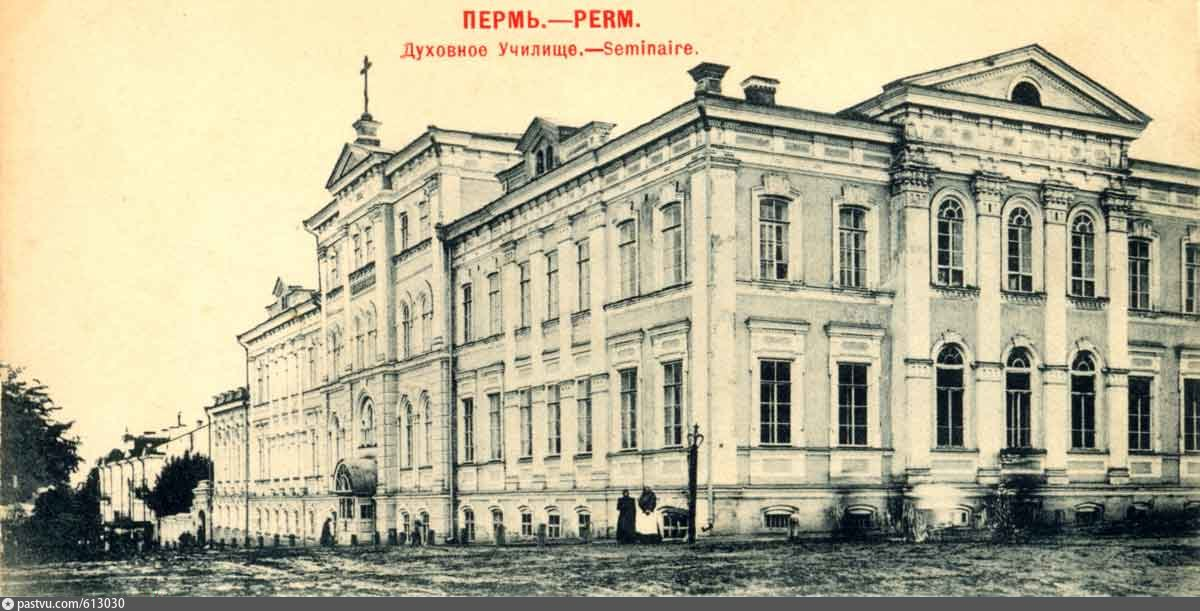 ПЕРМЬ.—PERM.
Духовное Училище.—Seminaire.
pastvu.com/613030